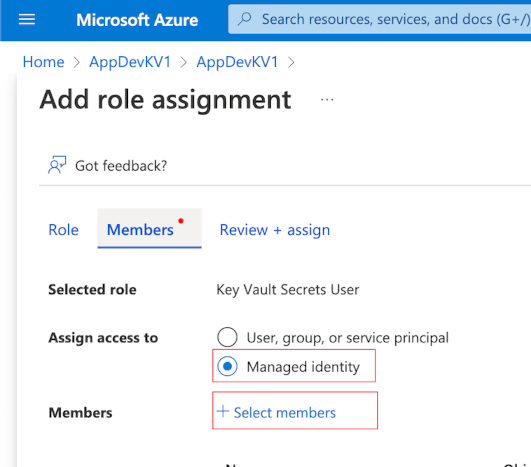 Microsoft Azure
Search resources, services, and docs (G+/)
Home > AppDevKV1 > AppDevKV1 >
Add role assignment ...
Got feedback?
Role Members Review + assign
Selected role Key Vault Secrets User
Assign access to User, group, or service principal
Managed identity
Members + Select members